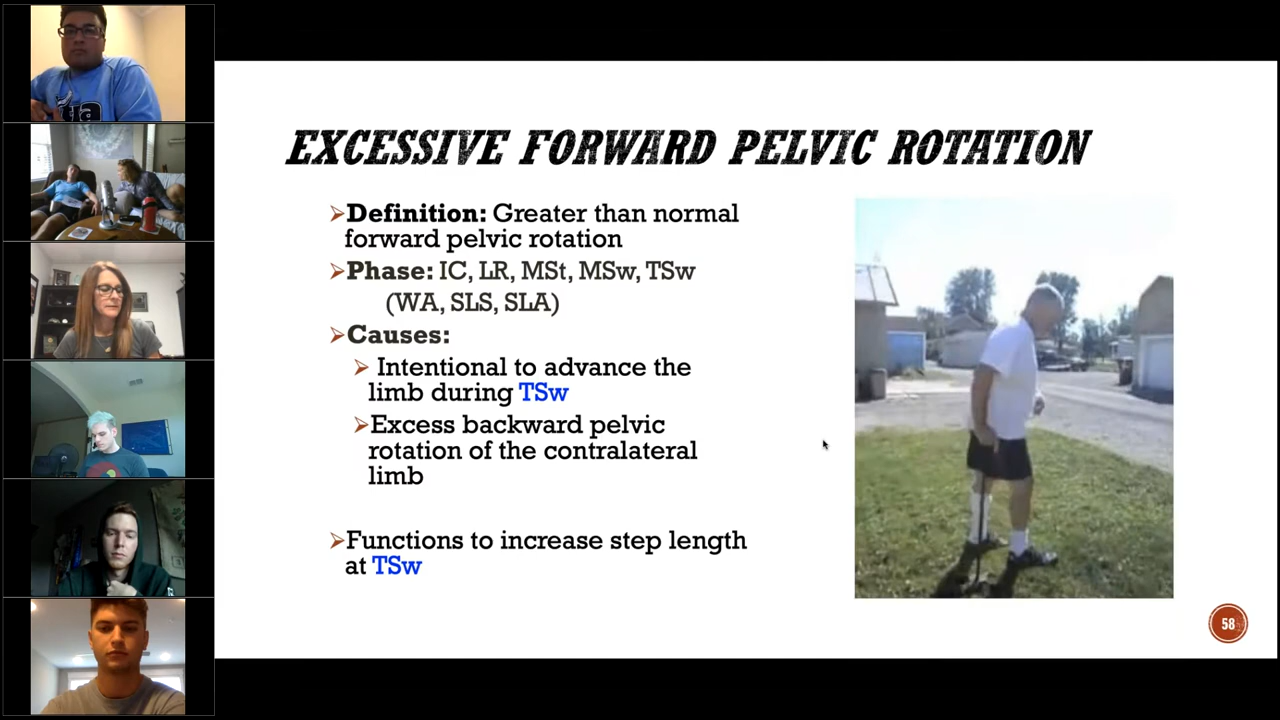 EXCESSIVE FORWARD PELVIC ROTATION
➢Definition: Greater than normal
forward pelvic rotation
➢Phase: IC, LR, MSt, MSw, TSw
(WA, SLS, SLA)
➢Causes:
➢ Intentional to advance the
limb during TSw
➢Excess backward pelvic
rotation of the contralateral
limb
➢Functions to increase step length
at TSw
58